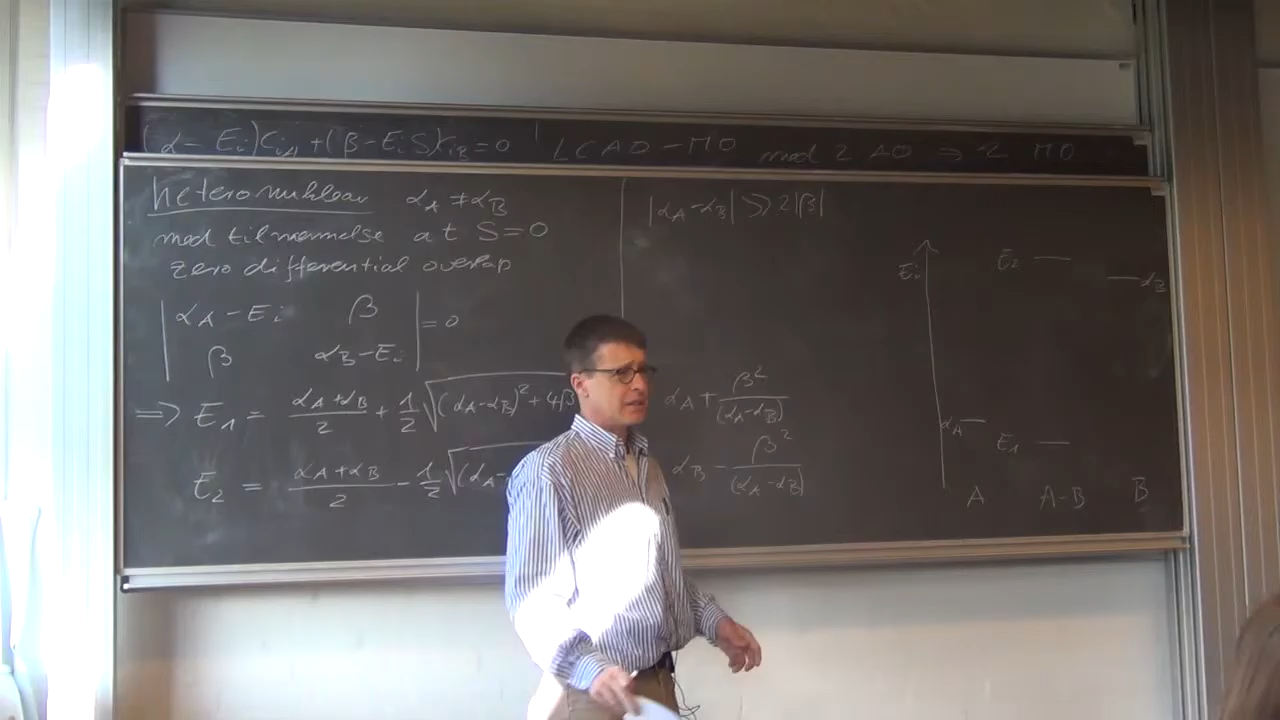 (α - Ei)CiA + (β - EiS)CiB = 0
LCAO-MO med 2 AO ⇒ 2 MO
heteronuklear αA ≠ αB
med tilnærmelse at S=0
zero differential overlap
|αA - Ei β|
|β αB - Ei| = 0
⇒ E1 = (αA + αB)/2 + 1/2 √((αA - αB)² + 4β
E2 = (αA + αB)/2 - 1/2 √((αA -
|αA - αB| >> 2|β|
αA + β²/(αA - αB)
αB - β²/(αA - αB)
Ei
E2
αB
αA
E1
A A-B B